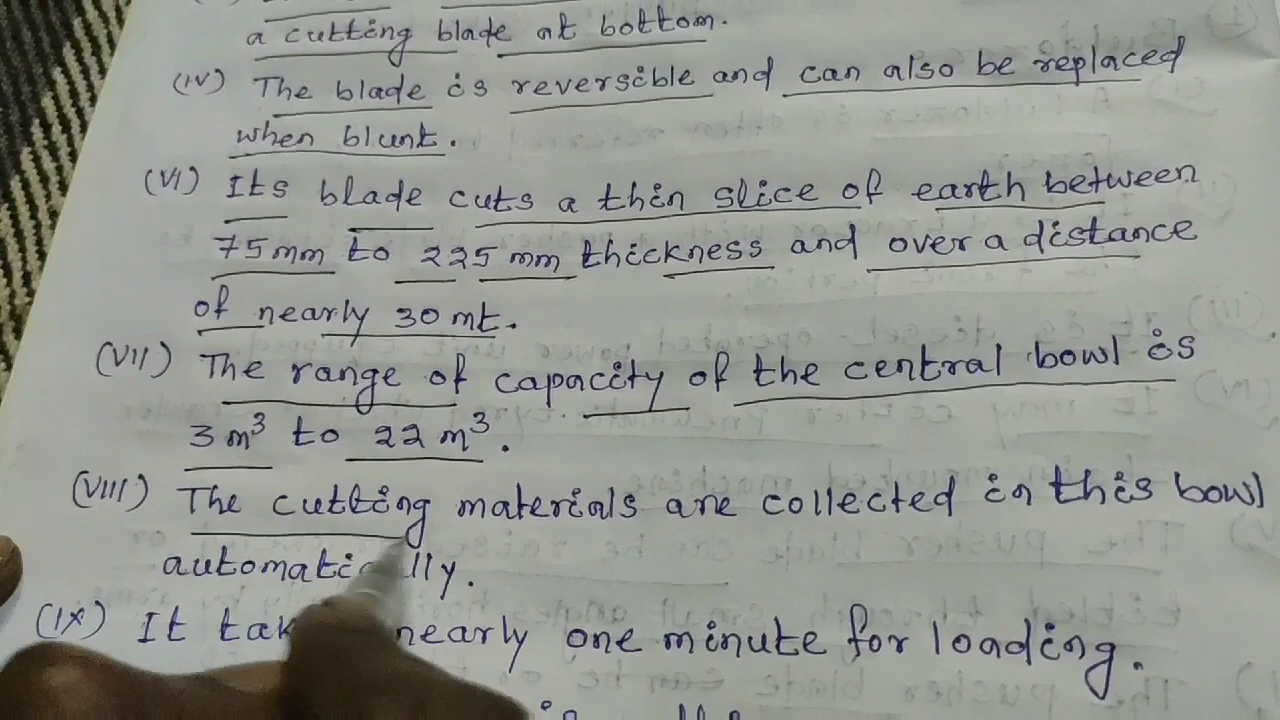 a cutting blade at bottom.
(IV) The blade is reversible and can also be replaced
when blunt.
(VI) Its blade cuts a thin slice of earth between
75mm to 225 mm thickness and over a distance
of nearly 30 mt.
(VII) The range of capacity of the central bowl is
3m³ to 22 m³.
(VIII) The cutting materials are collected in this bowl
automatically.
(IX) It nearly one minute for loading.